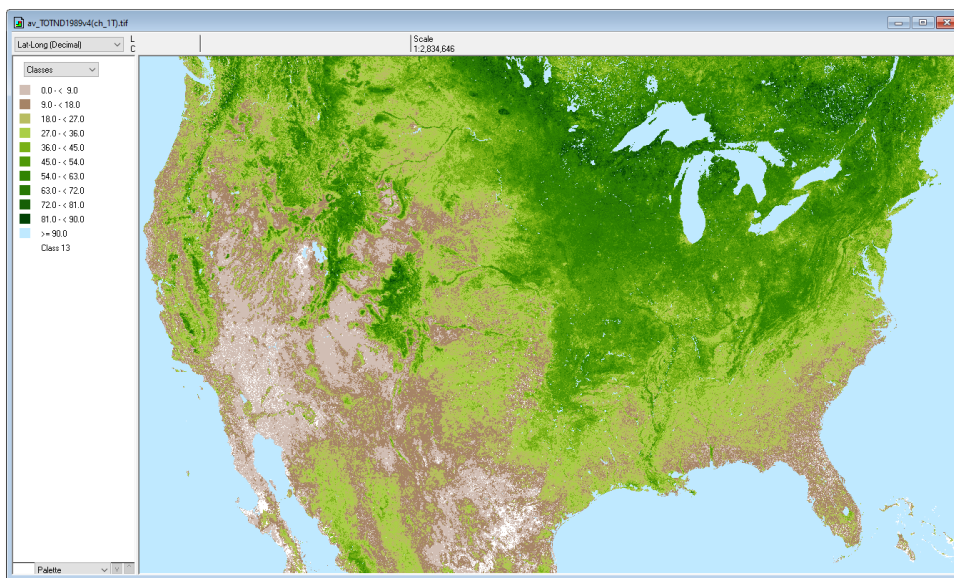 av_TOTND1989v4(ch_1T).tif
Lat-Long (Decimal)
L
C
Scale
1:2,834,646
Classes
0.0 - < 9.0
9.0 - < 18.0
18.0 - < 27.0
27.0 - < 36.0
36.0 - < 45.0
45.0 - < 54.0
54.0 - < 63.0
63.0 - < 72.0
72.0 - < 81.0
81.0 - < 90.0
>= 90.0
Class 13
Palette